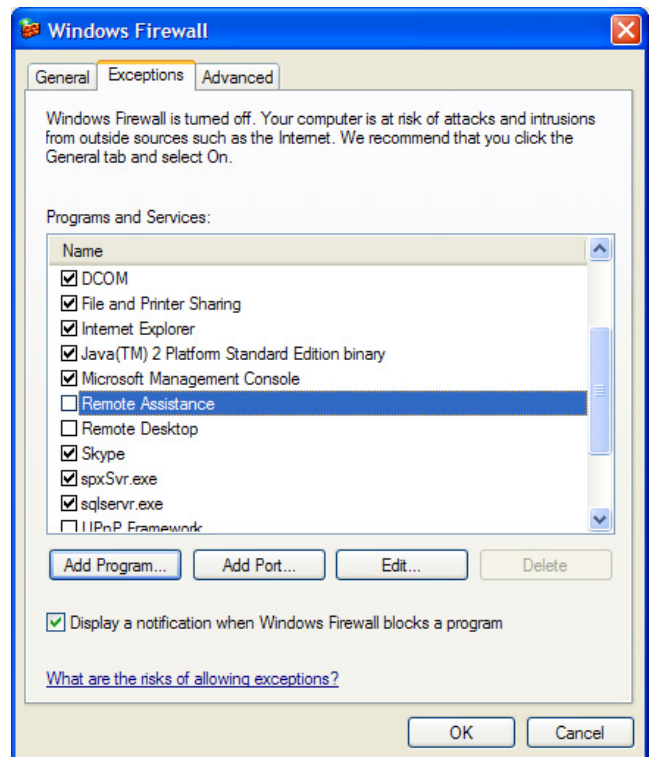 Windows Firewall
General Exceptions Advanced
Windows Firewall is turned off. Your computer is at risk of attacks and intrusions
from outside sources such as the Internet. We recommend that you click the
General tab and select On.
Programs and Services:
Name
DCOM
File and Printer Sharing
Internet Explorer
Java(TM) 2 Platform Standard Edition binary
Microsoft Management Console
Remote Assistance
Remote Desktop
Skype
spxSvr.exe
sqlservr.exe
UPnP Framework
Add Program... Add Port... Edit... Delete
Display a notification when Windows Firewall blocks a program
What are the risks of allowing exceptions?
OK Cancel